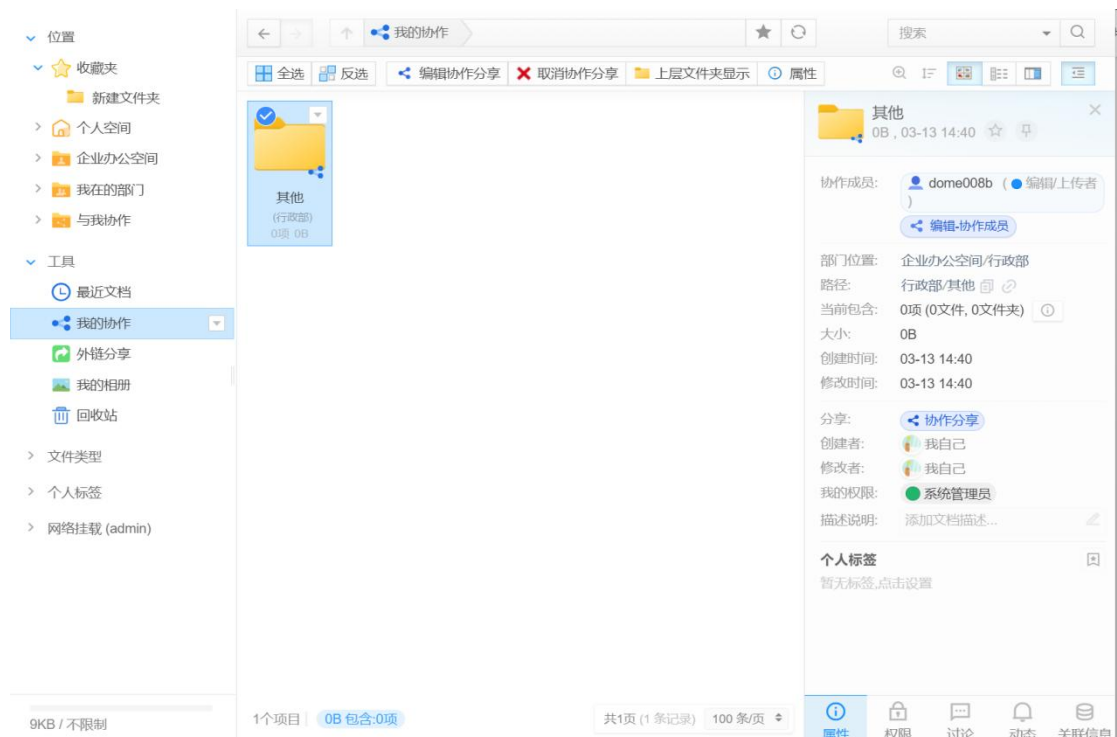 位置
收藏夹
新建文件夹
个人空间
企业办公空间
我在的部门
与我协作
工具
最近文档
我的协作
外链分享
我的相册
回收站
文件类型
个人标签
网络挂载 (admin)
9KB / 不限制
我的协作
搜索
全选 反选 编辑协作分享 取消协作分享 上层文件夹显示 属性
其他
(行政部)
0项 0B
1个项目 0B 包含:0项
共1页 (1 条记录) 100 条/页
其他
0B , 03-13 14:40
协作成员: dome008b ( 编辑/上传者
)
编辑-协作成员
部门位置: 企业办公空间/行政部
路径: 行政部/其他
当前包含: 0项 (0文件, 0文件夹)
大小: 0B
创建时间: 03-13 14:40
修改时间: 03-13 14:40
分享: 协作分享
创建者: 我自己
修改者: 我自己
我的权限: 系统管理员
描述说明: 添加文档描述...
个人标签
暂无标签,点击设置
属性 权限 讨论 动态 关联信息